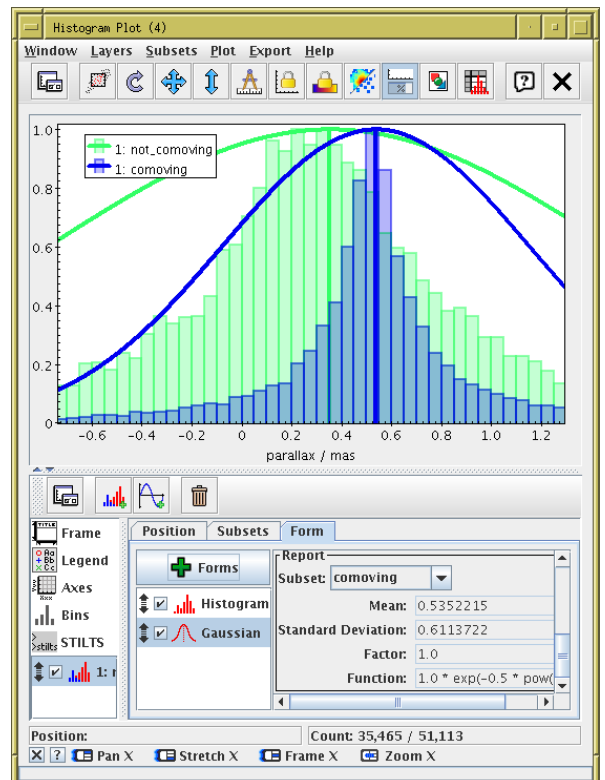 Histogram Plot (4)
Window Layers Subsets Plot Export Help
1.0
1: not_comoving
1: comoving
0.8
0.6
0.4
0.2
0
-0.6 -0.4 -0.2 0 0.2 0.4 0.6 0.8 1.0 1.2
parallax / mas
Frame
Legend
Axes
Bins
STILTS
1:
Position Subsets Form
Forms
Histogram
Gaussian
Report
Subset: comoving
Mean: 0.5352215
Standard Deviation: 0.6113722
Factor: 1.0
Function: 1.0 * exp(-0.5 * pow(
Position:
Count: 35,465 / 51,113
Pan X Stretch X Frame X Zoom X